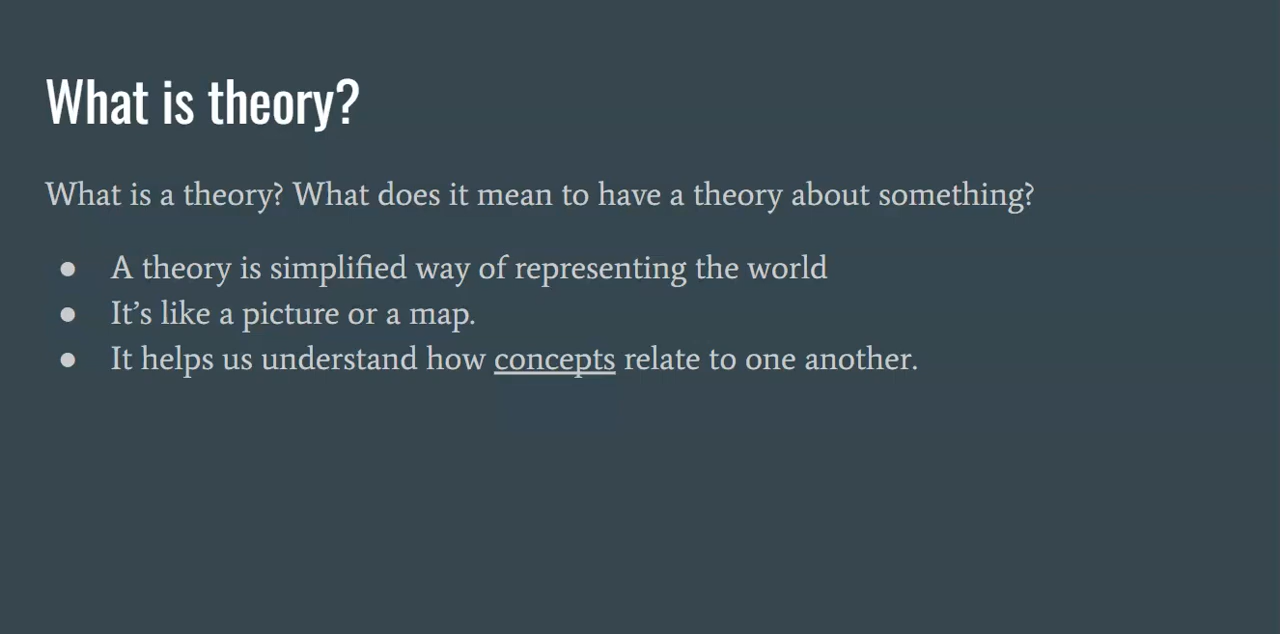 What is theory?
What is a theory? What does it mean to have a theory about something?
● A theory is simplified way of representing the world
● It’s like a picture or a map.
● It helps us understand how concepts relate to one another.